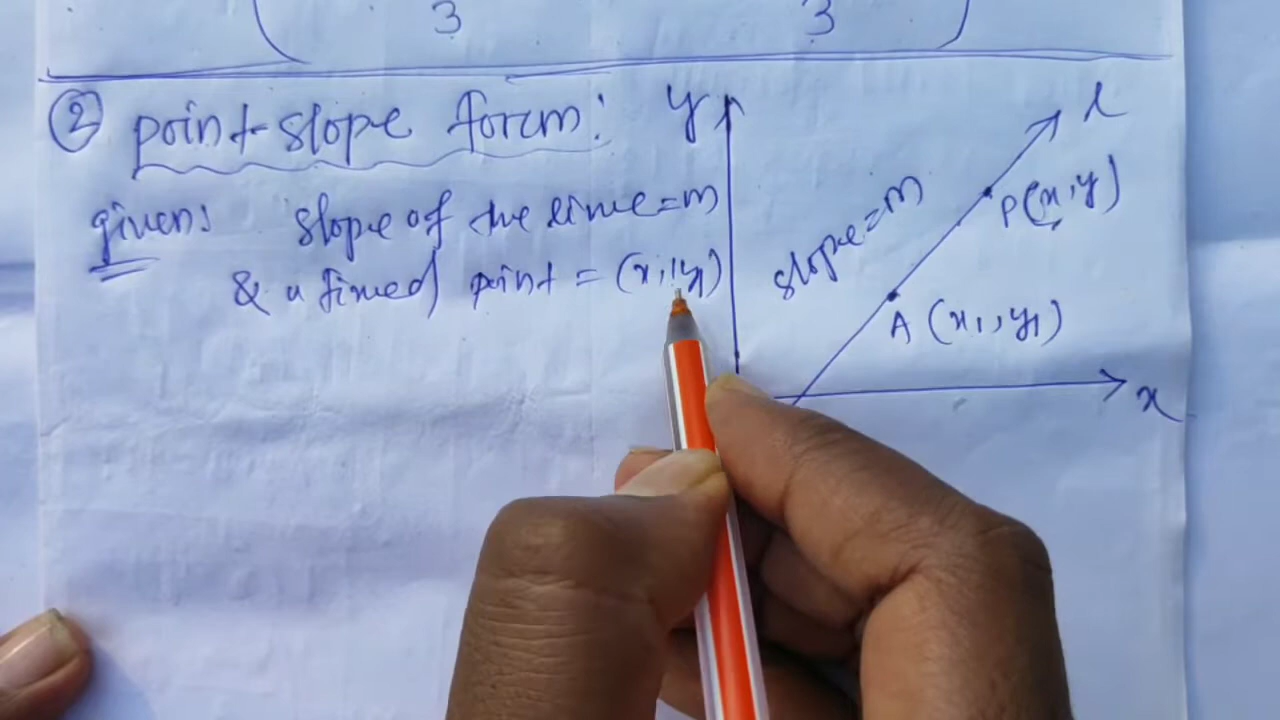 3 3
② point-slope form:
given: slope of the line=m
& a fixed point = (x₁,y₁)
y
l
slope=m
P(x,y)
A (x₁,y₁)
x